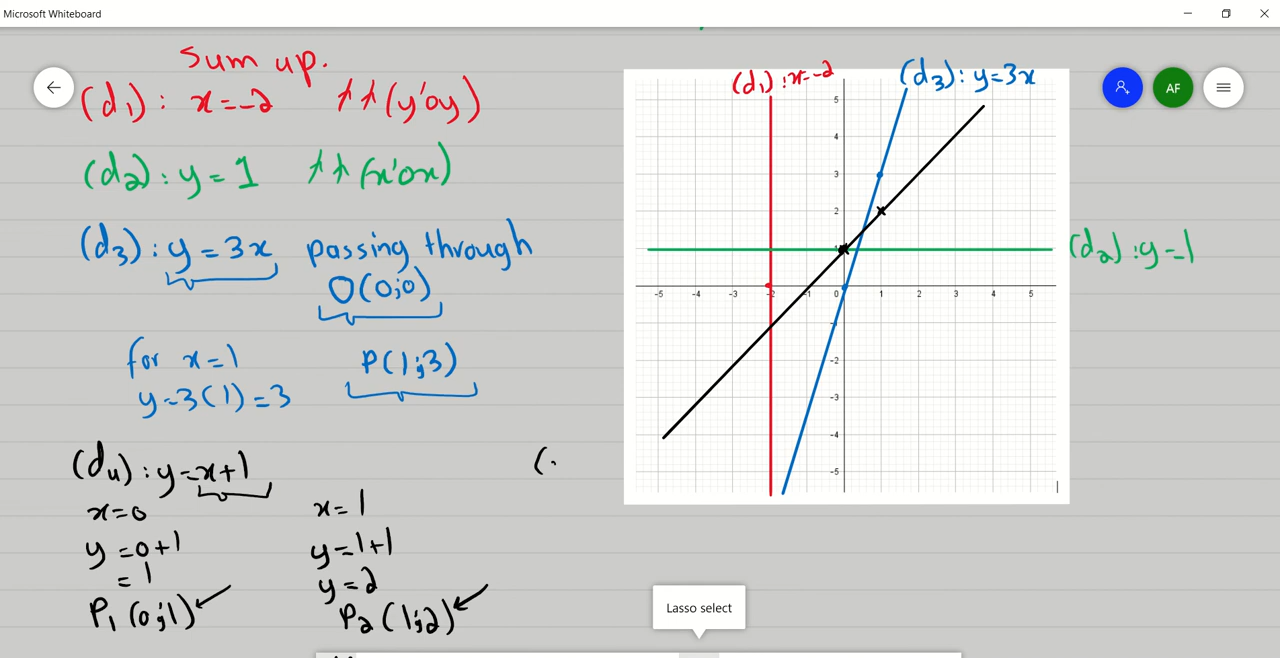 Microsoft Whiteboard
Sum up.
(d1) : x=-2 (y'oy)
(d2) : y = 1 (x'ox)
(d3) : y = 3x passing through
O(0;0)
for x=1 P(1;3)
y=3(1)=3
(d4) : y=x+1 (
x=0 x=1
y=0+1 y=1+1
=1 y=2
P1(0;1) P2(1;2)
(d1) : x=-2 (d3) : y=3x
5
4
3
2
1
-5 -4 -3 -2 -1 0 1 2 3 4 5
-1
-2
-3
-4
-5
(d2) : y=1
AF
Lasso select